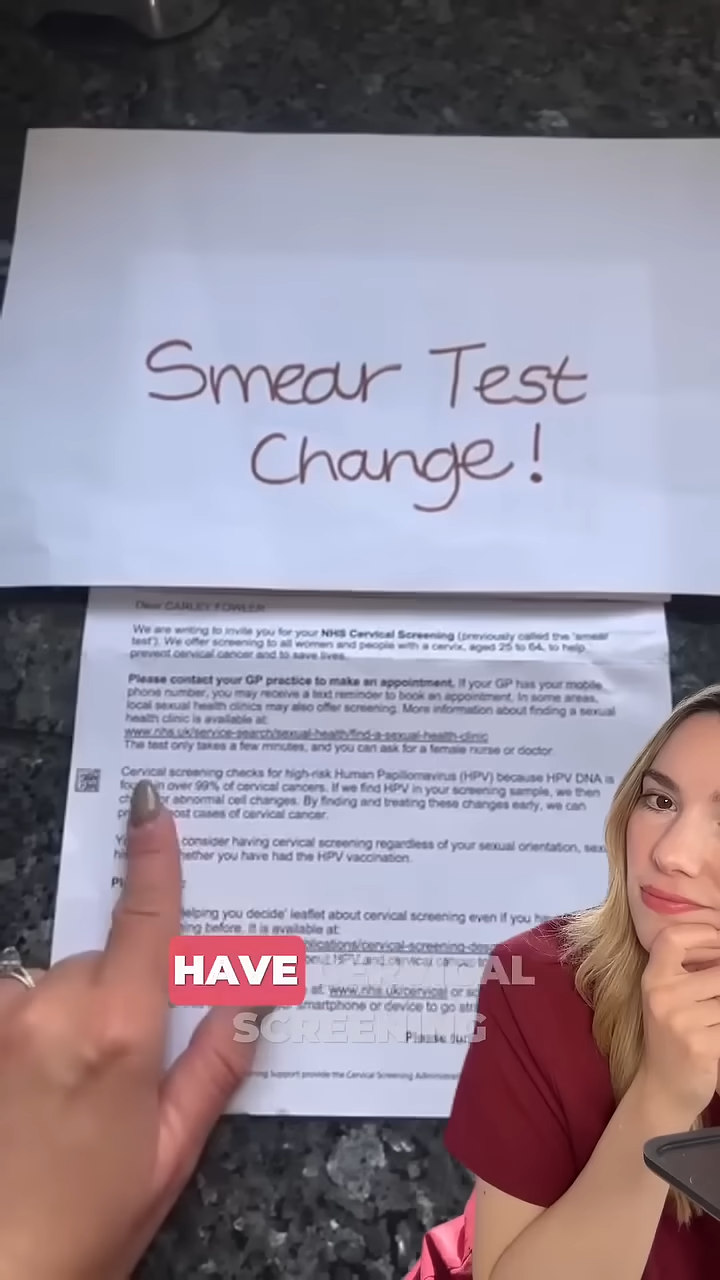 Smear Test
Change!
Dear CARLEY FOWLER
We are writing to invite you for your NHS Cervical Screening (previously called the 'smear
test'). We offer screening to all women and people with a cervix, aged 25 to 64, to help
prevent cervical cancer and to save lives.
Please contact your GP practice to make an appointment. If your GP has your mobile
phone number, you may receive a text reminder to book an appointment. In some areas,
local sexual health clinics may also offer screening. More information about finding a sexual
health clinic is available at:
www.nhs.uk/service-search/sexual-health/find-a-sexual-health-clinic
The test only takes a few minutes, and you can ask for a female nurse or doctor.
Cervical screening checks for high-risk Human Papillomavirus (HPV) because HPV DNA is
in over 99% of cervical cancers. If we find HPV in your screening sample, we then
abnormal cell changes. By finding and treating these changes early, we can
most cases of cervical cancer.
consider having cervical screening regardless of your sexual orientation,
whether you have had the HPV vaccination.
Helping you decide' leaflet about cervical screening even if you
before. It is available at:
HAVE CERVICAL
at: www.nhs.uk/cervical or
smartphone or device to go
SCREENING
Please
Support provide the Cervical Screening